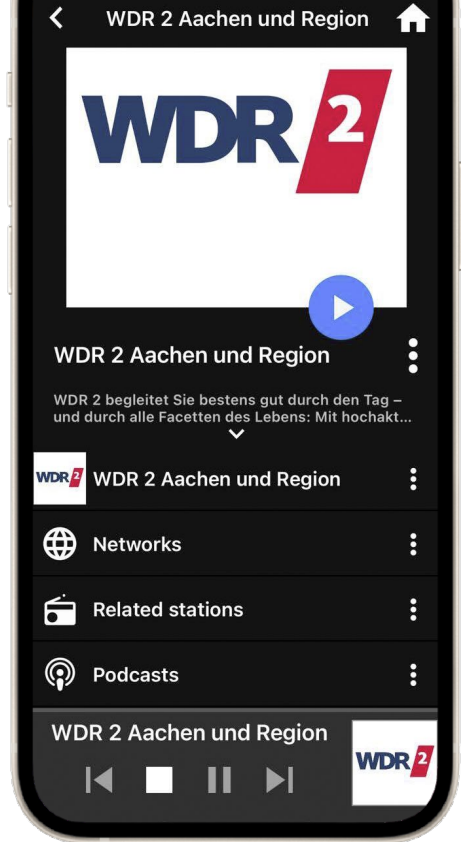 WDR 2 Aachen und Region
WDR 2
WDR 2 Aachen und Region
WDR 2 begleitet Sie bestens gut durch den Tag –
und durch alle Facetten des Lebens: Mit hochakt...
WDR 2 WDR 2 Aachen und Region
Networks
Related stations
Podcasts
WDR 2 Aachen und Region
WDR 2